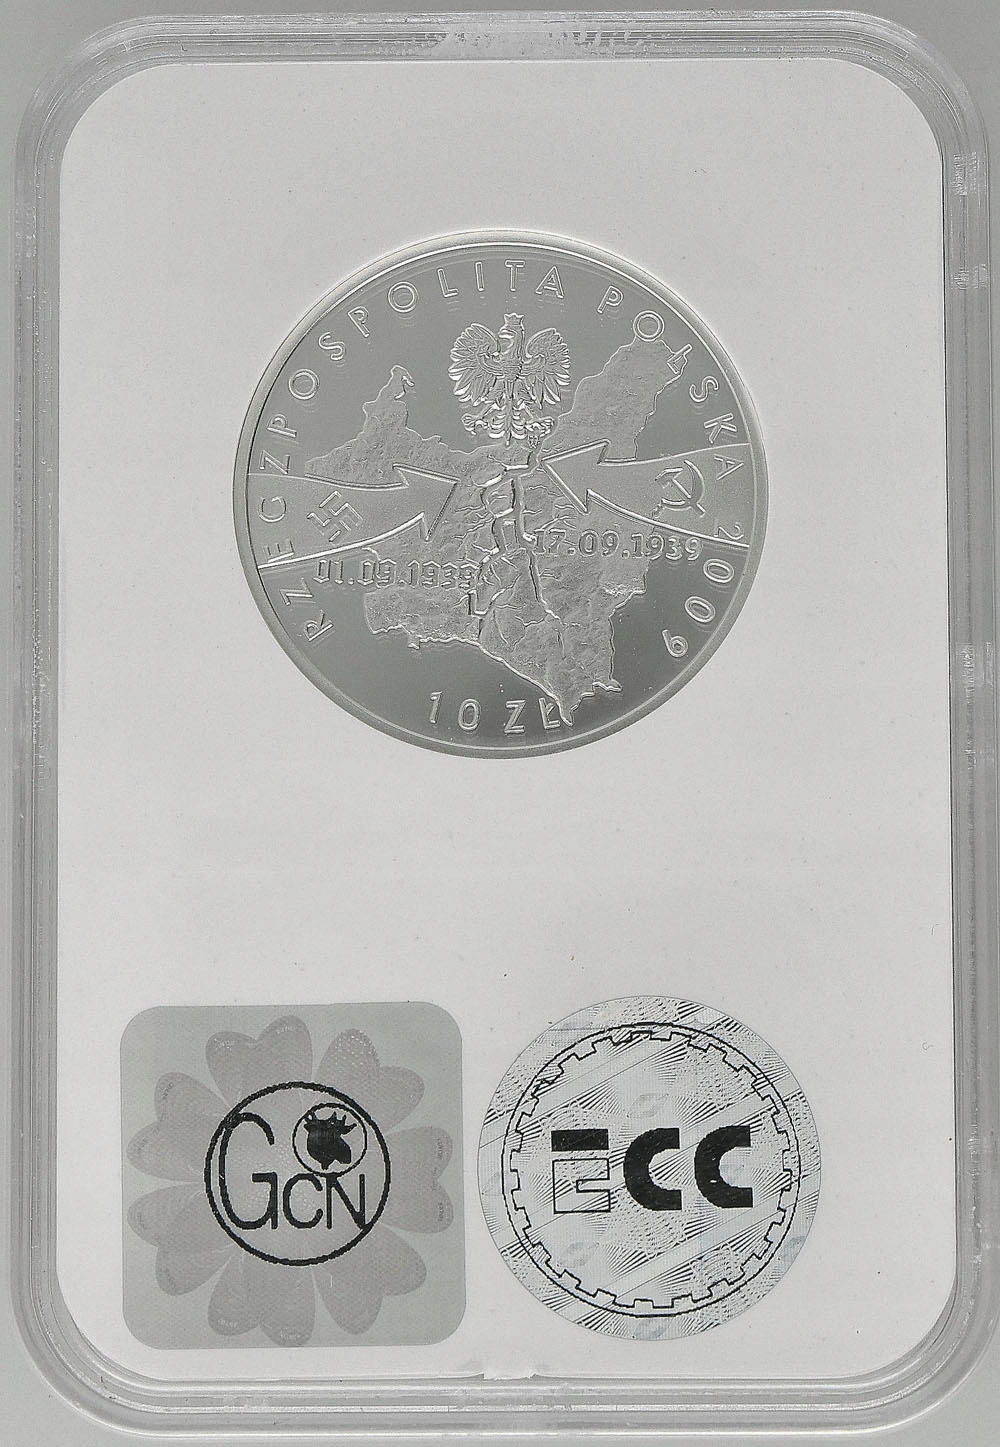 RZECZPOSPOLITA POLSKA 2009
17.09.1939
01.09.1939
10 ZŁ
GCN
ECC